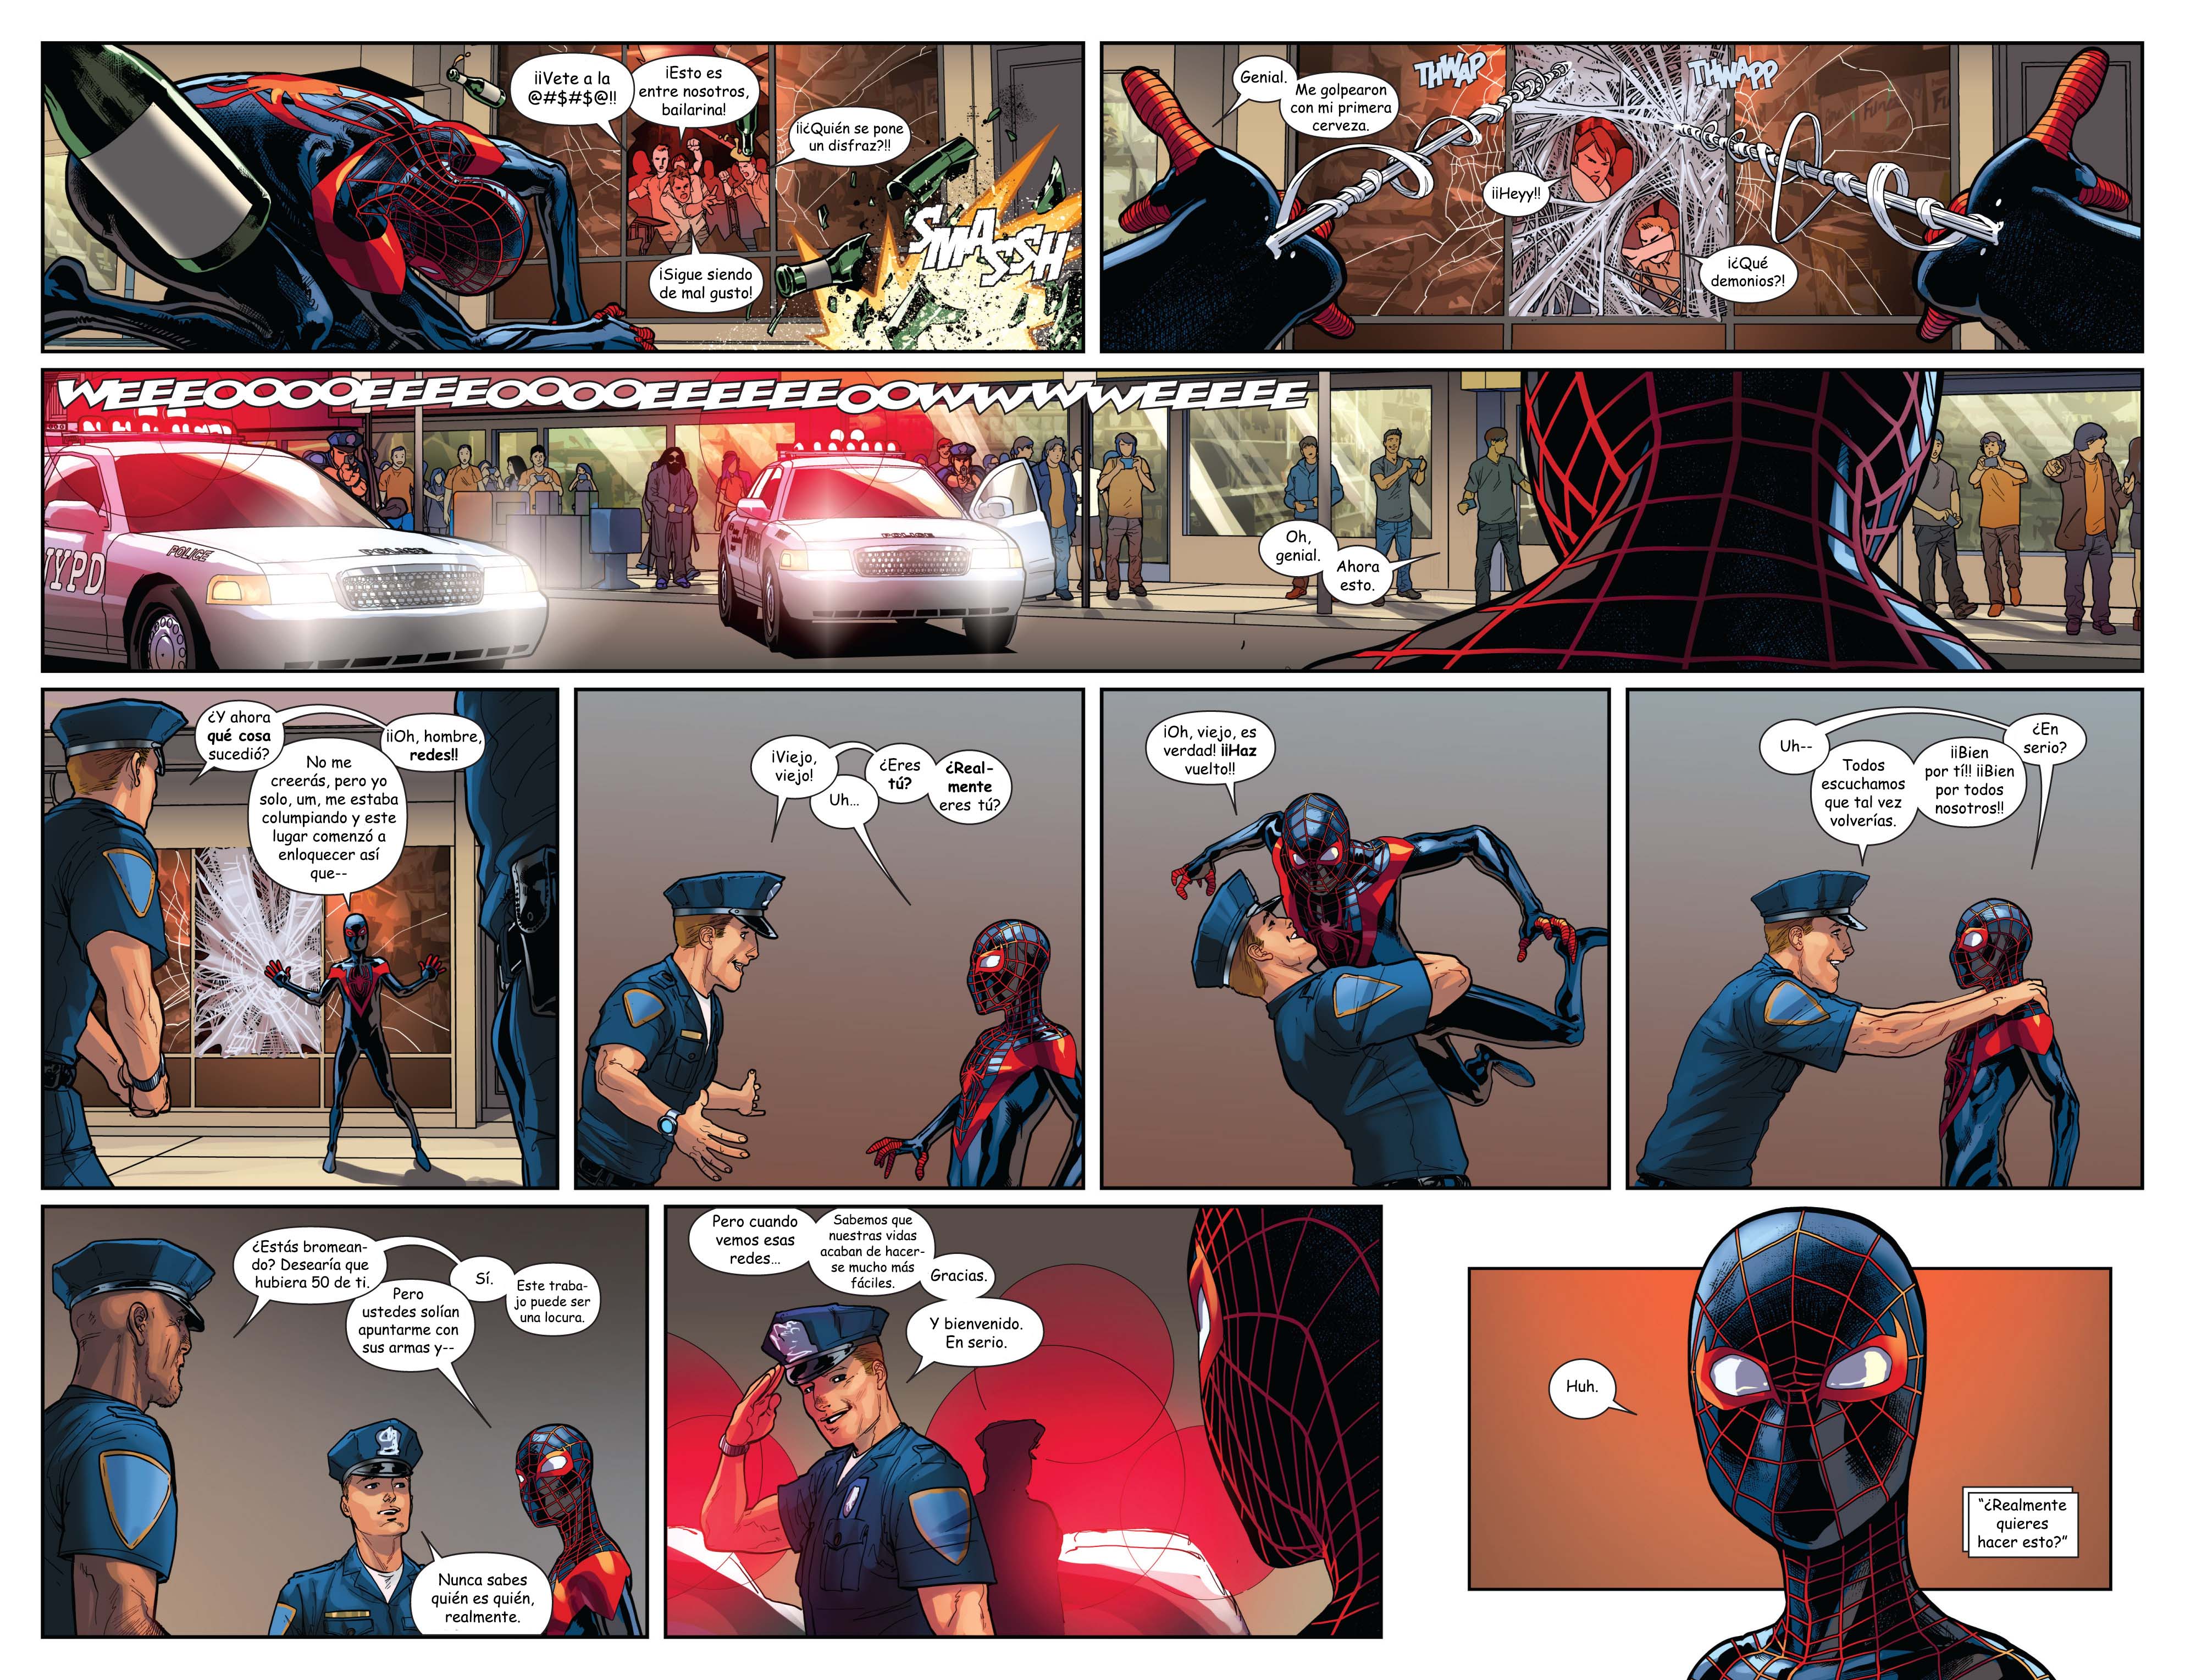 ¡¡Vete a la
@#$#$@!!
¡Esto es
entre nosotros,
bailarina!
¡¡¿Quién se pone
un disfraz?!!
¡Sigue siendo
de mal gusto!
SMASSSH
Genial.
Me golpearon
con mi primera
cerveza.
THWAP
THWAPP
¡¡Heyy!!
¡¿Qué
demonios?!
WEEEOOOOOEEEEOOOOEEEEEEEOOWWWWWEEEEE
NYPD
POLICE
POLICE
POLICE
Oh,
genial.
Ahora
esto.
¿Y ahora
qué cosa
sucedió?
No me
creerás, pero yo
solo, um, me estaba
columpiando y este
lugar comenzó a
enloquecer así
que--
¡¡Oh, hombre,
redes!!
¡Viejo,
viejo!
Uh...
¿Eres
tú?
¿Real-
mente
eres tú?
¡Oh, viejo, es
verdad! ¡¡Haz
vuelto!!
Uh--
Todos
escuchamos
que tal vez
volverías.
¡¡Bien
por tí!! ¡¡Bien
por todos
nosotros!!
¿En
serio?
¿Estás bromean-
do? Desearía que
hubiera 50 de ti.
Pero
ustedes solían
apuntarme con
sus armas y--
Sí.
Este traba-
jo puede ser
una locura.
Nunca sabes
quién es quién,
realmente.
Pero cuando
vemos esas
redes...
Sabemos que
nuestras vidas
acaban de hacer-
se mucho más
fáciles.
Gracias.
Y bienvenido.
En serio.
Huh.
"¿Realmente
quieres
hacer esto?"